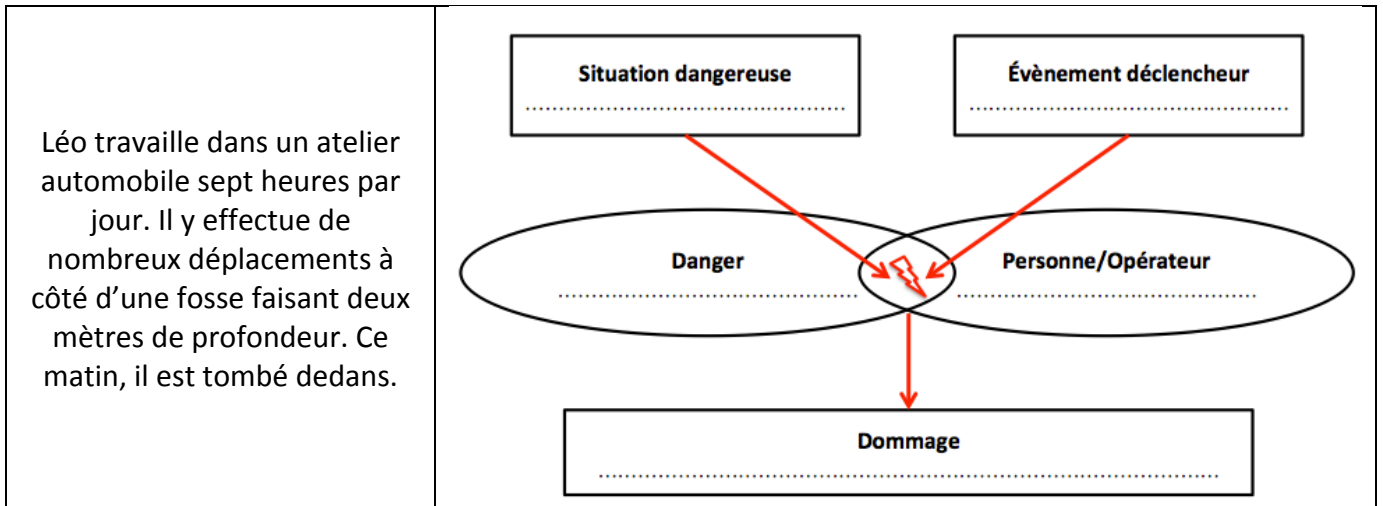 Léo travaille dans un atelier
automobile sept heures par
jour. Il y effectue de
nombreux déplacements à
côté d’une fosse faisant deux
mètres de profondeur. Ce
matin, il est tombé dedans.
Situation dangereuse
................................................
Évènement déclencheur
................................................
Danger
.............................................
Personne/Opérateur
.............................................
Dommage
.............................................................................................